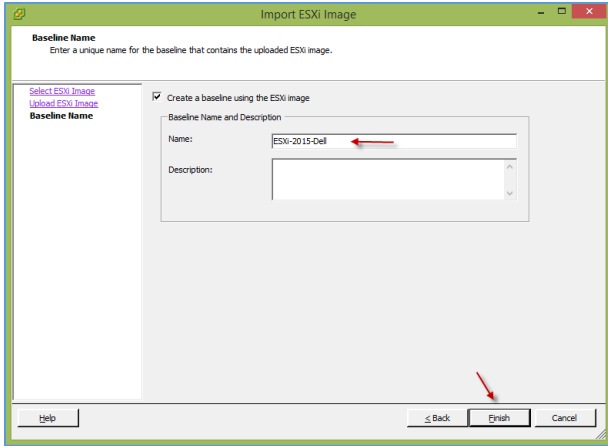 Import ESXi Image
Baseline Name
Enter a unique name for the baseline that contains the uploaded ESXi image.
Select ESXi Image
Upload ESXi Image
Baseline Name
Create a baseline using the ESXi image
Baseline Name and Description
Name:
ESXi-2015-Dell
Description:
Help
< Back
Finish
Cancel